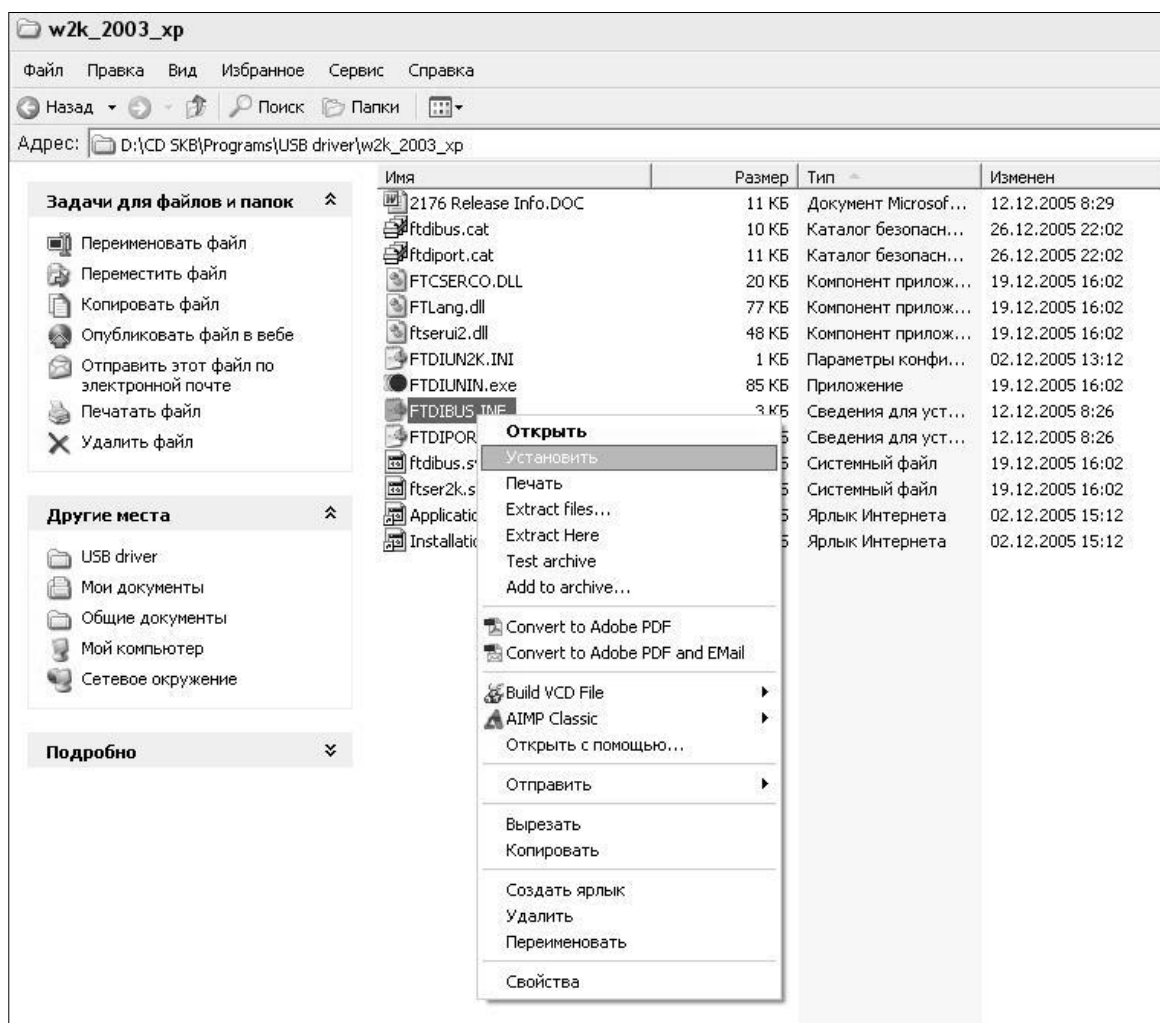 w2k_2003_xp
Файл Правка Вид Избранное Сервис Справка
Назад Поиск Папки
Адрес: D:\CD SKB\Programs\USB driver\w2k_2003_xp
Имя Размер Тип Изменен
Задачи для файлов и папок
Переименовать файл
Переместить файл
Копировать файл
Опубликовать файл в вебе
Отправить этот файл по
электронной почте
Печатать файл
Удалить файл
Другие места
USB driver
Мои документы
Общие документы
Мой компьютер
Сетевое окружение
Подробно
2176 Release Info.DOC 11 КБ Документ Microsof... 12.12.2005 8:29
ftdibus.cat 10 КБ Каталог безопасн... 26.12.2005 22:02
ftdiport.cat 11 КБ Каталог безопасн... 26.12.2005 22:02
FTCSERCO.DLL 20 КБ Компонент прилож... 19.12.2005 16:02
FTLang.dll 77 КБ Компонент прилож... 19.12.2005 16:02
ftserui2.dll 48 КБ Компонент прилож... 19.12.2005 16:02
FTDIUN2K.INI 1 КБ Параметры конфи... 02.12.2005 13:12
FTDIUNIN.exe 85 КБ Приложение 19.12.2005 16:02
FTDIBUS.INF 3 КБ Сведения для уст... 12.12.2005 8:26
FTDIPOR Сведения для уст... 12.12.2005 8:26
ftdibus.s Системный файл 19.12.2005 16:02
ftser2k.s Системный файл 19.12.2005 16:02
Applicatic Ярлык Интернета 02.12.2005 15:12
Installatic Ярлык Интернета 02.12.2005 15:12
Открыть
Установить
Печать
Extract files...
Extract Here
Test archive
Add to archive...
Convert to Adobe PDF
Convert to Adobe PDF and EMail
Build VCD File
AIMP Classic
Открыть с помощью...
Отправить
Вырезать
Копировать
Создать ярлык
Удалить
Переименовать
Свойства